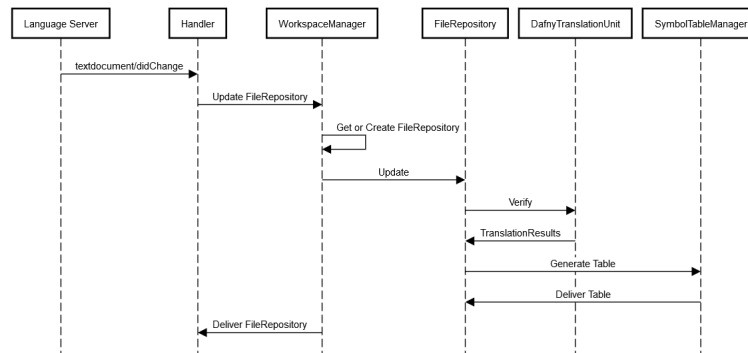 Language Server
Handler
WorkspaceManager
FileRepository
DafnyTranslationUnit
SymbolTableManager
textdocument/didChange
Update FileRepository
Get or Create FileRepository
Update
Verify
TranslationResults
Generate Table
Deliver Table
Deliver FileRepository